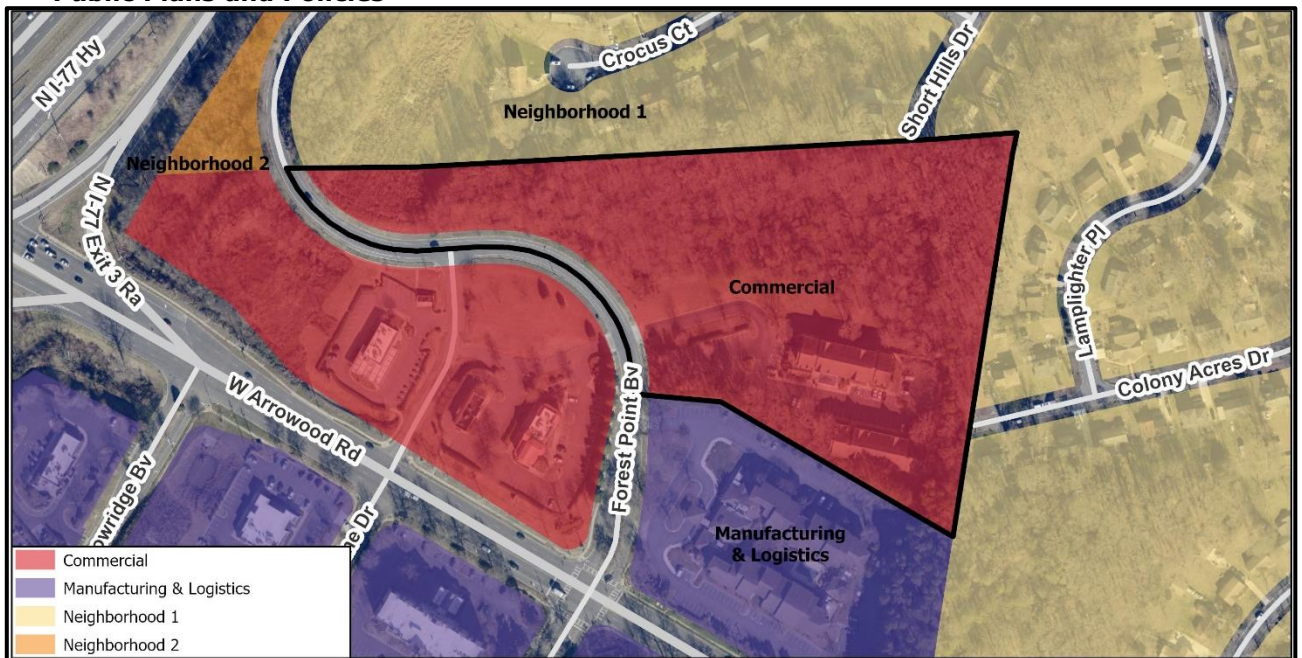 Public Plans and Policies
N I-77 Hy
Crocus Ct
Short Hills Dr
Neighborhood 1
Neighborhood 2
N I-77 Exit 3 Ra
Lamplighter Pl
Commercial
Colony Acres Dr
W Arrowood Rd
Forest Point Bv
Manufacturing
& Logistics
Commercial
Manufacturing & Logistics
Neighborhood 1
Neighborhood 2